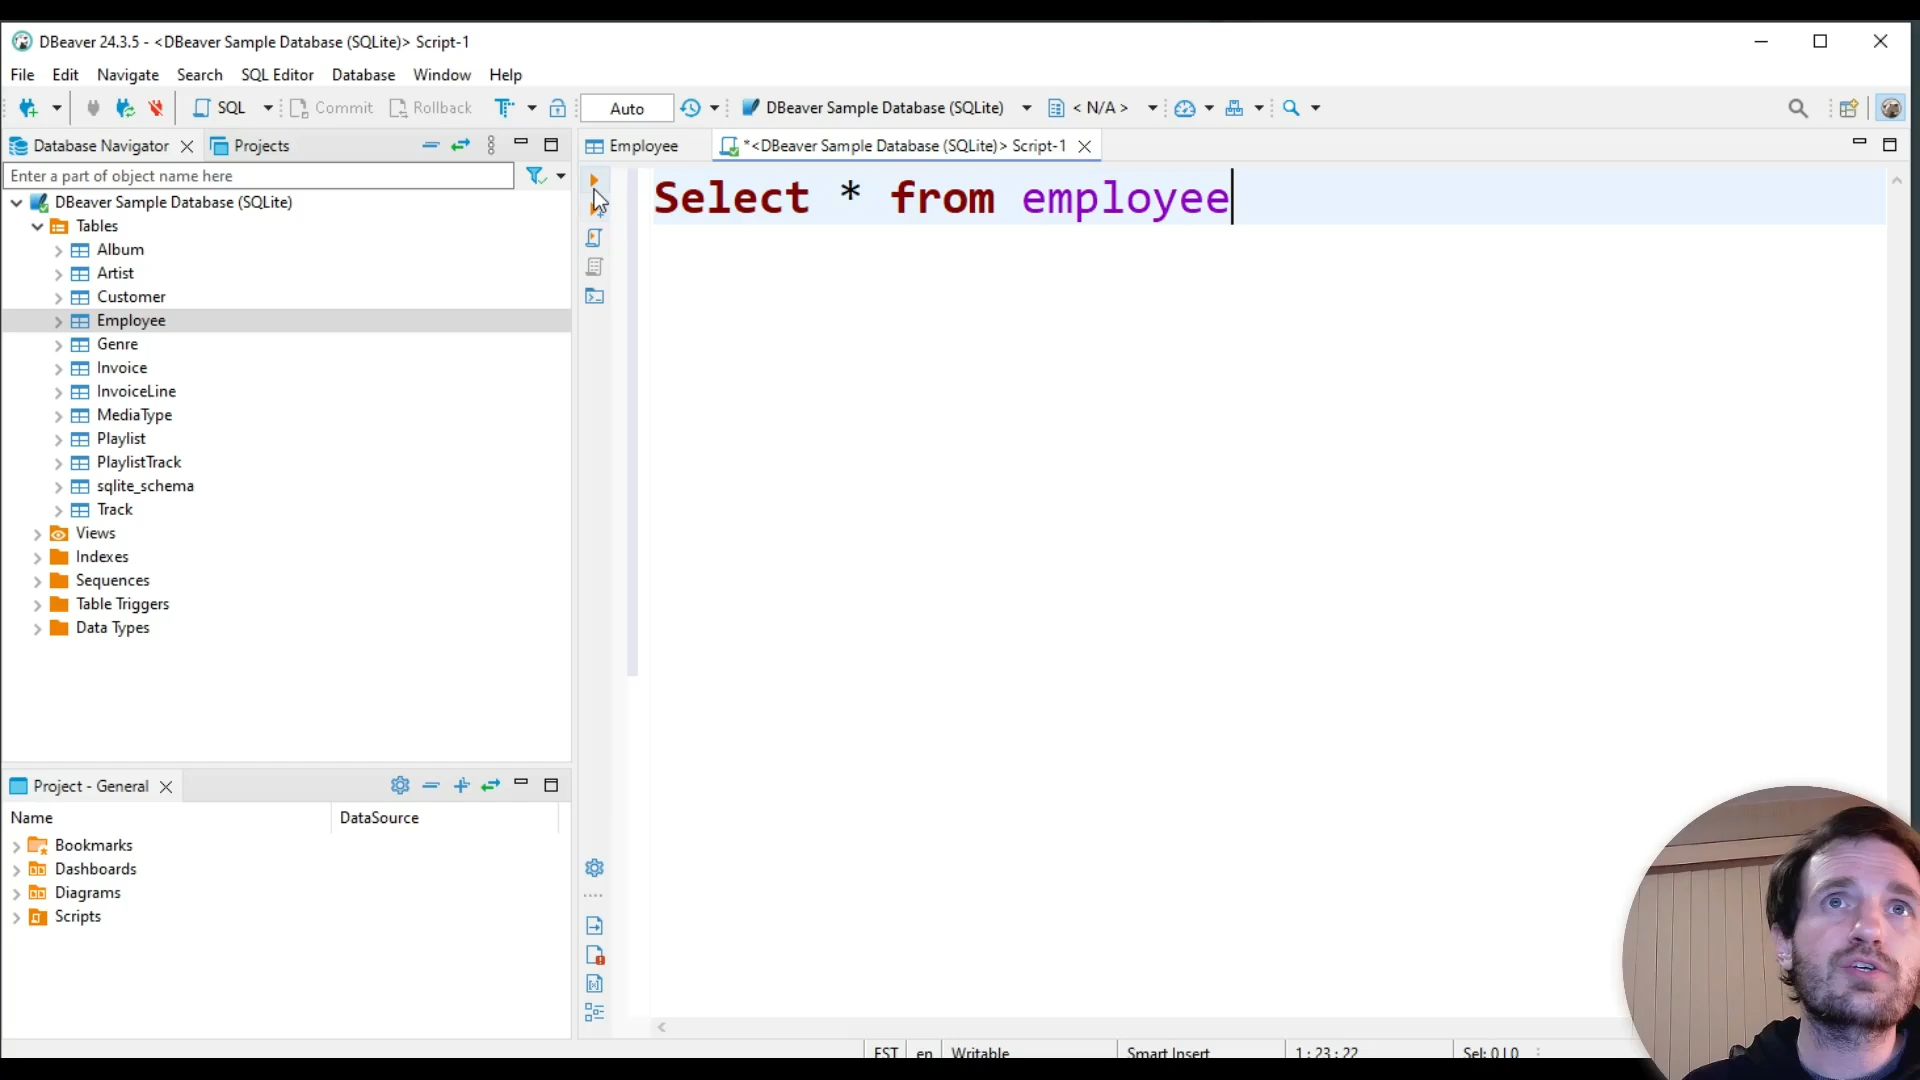 DBeaver 24.3.5 - <DBeaver Sample Database (SQLite)> Script-1
File Edit Navigate Search SQL Editor Database Window Help
SQL Commit Rollback Auto DBeaver Sample Database (SQLite) < N/A >
Database Navigator Projects
Employee *<DBeaver Sample Database (SQLite)> Script-1
Enter a part of object name here
Select * from employee
DBeaver Sample Database (SQLite)
Tables
Album
Artist
Customer
Employee
Genre
Invoice
InvoiceLine
MediaType
Playlist
PlaylistTrack
sqlite_schema
Track
Views
Indexes
Sequences
Table Triggers
Data Types
Project - General
Name DataSource
Bookmarks
Dashboards
Diagrams
Scripts
EST en Writable Smart Insert 1 : 23 : 22 Sel: 0 | 0